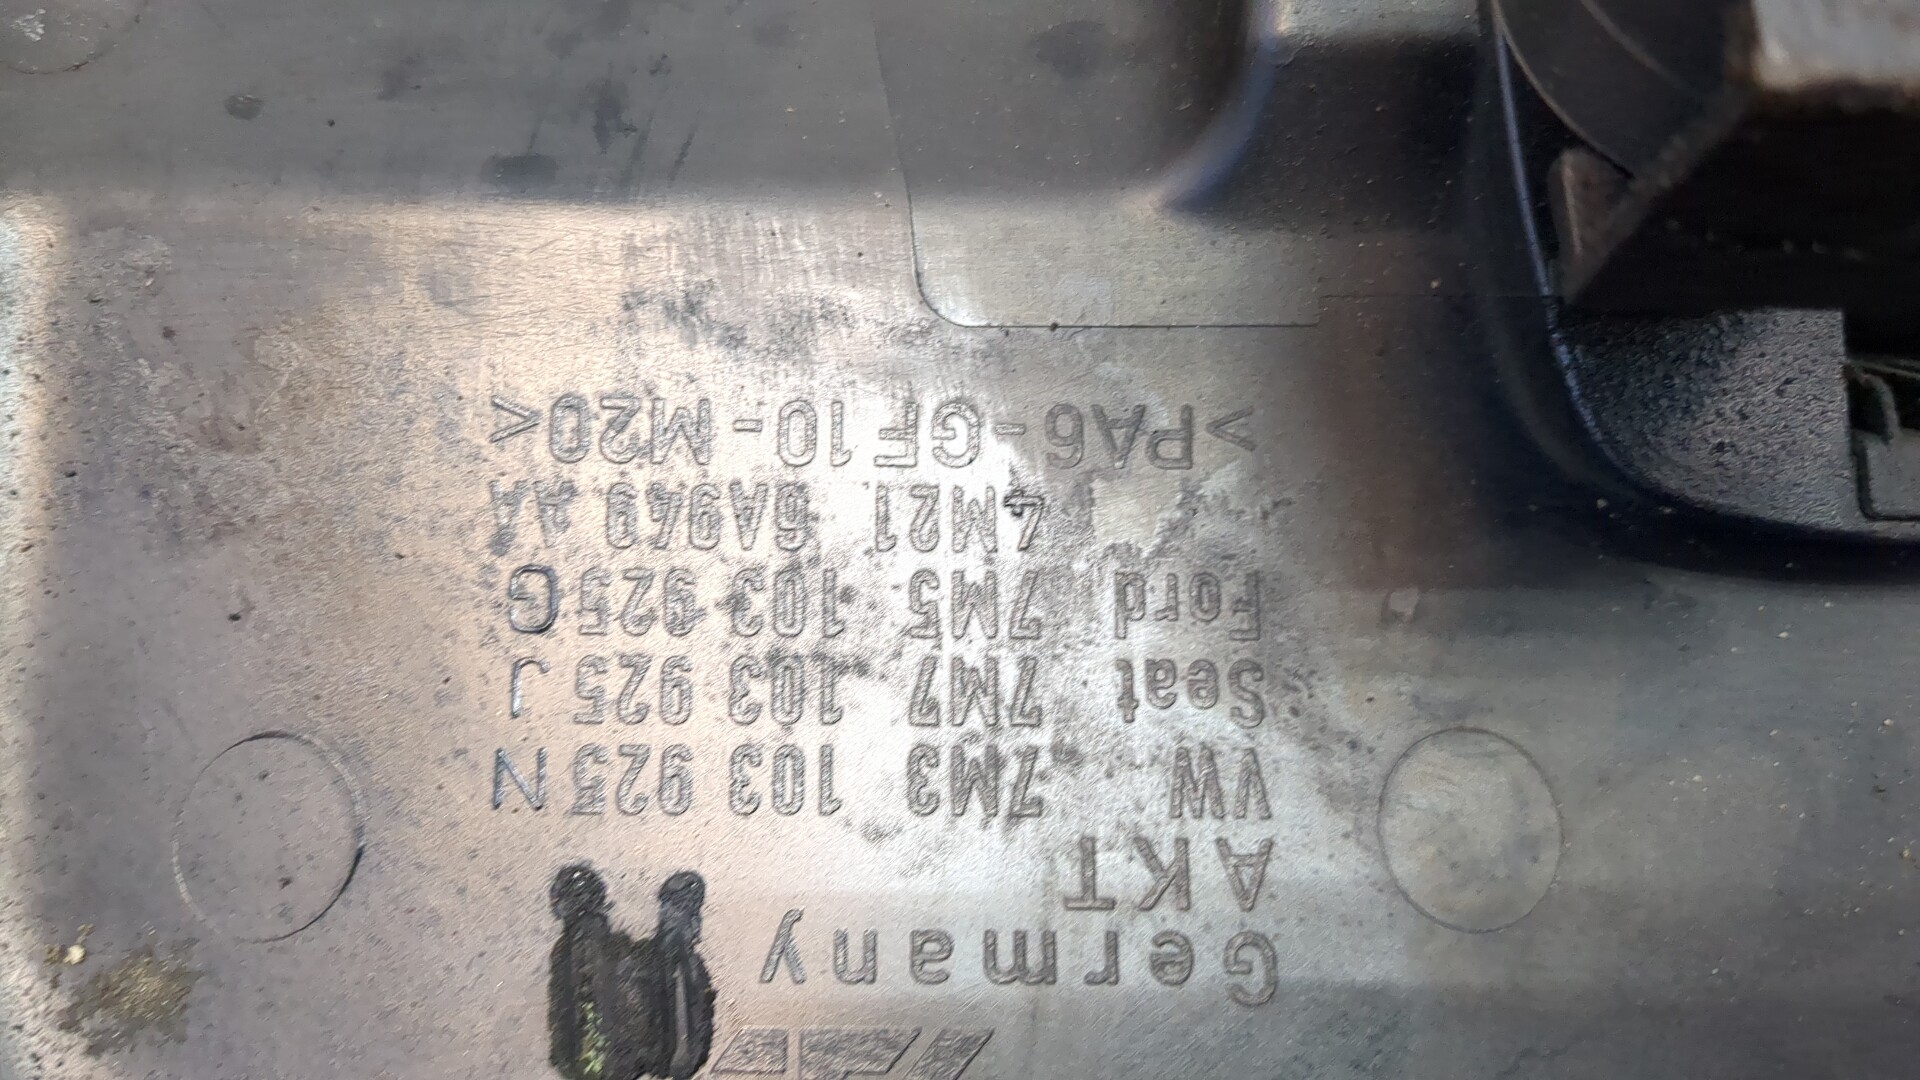 Germany
AKT
VW 7M3 103 925 N
Seat 7M7 103 925 J
Ford 7M5 103 925 G
4M21 6A949 AA
>PA6-GF10-M20<